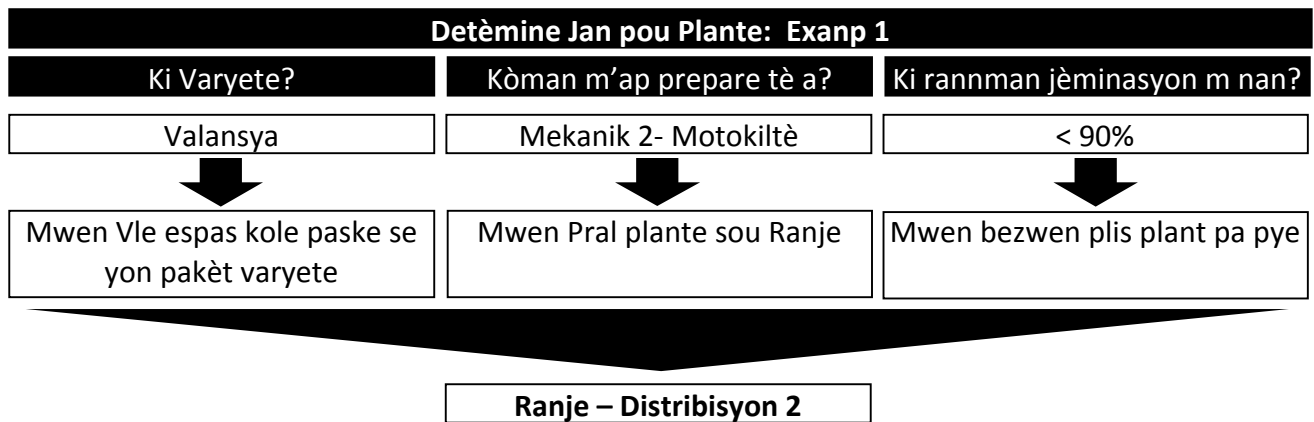 Detèmine Jan pou Plante:  Exanp 1
Ki Varyete?
Kòman m'ap prepare tè a?
Ki rannman jèminasyon m nan?
Valansya
Mekanik 2- Motokiltè
< 90%
Mwen Vle espas kole paske se
yon pakèt varyete
Mwen Pral plante sou Ranje
Mwen bezwen plis plant pa pye
Ranje – Distribisyon 2